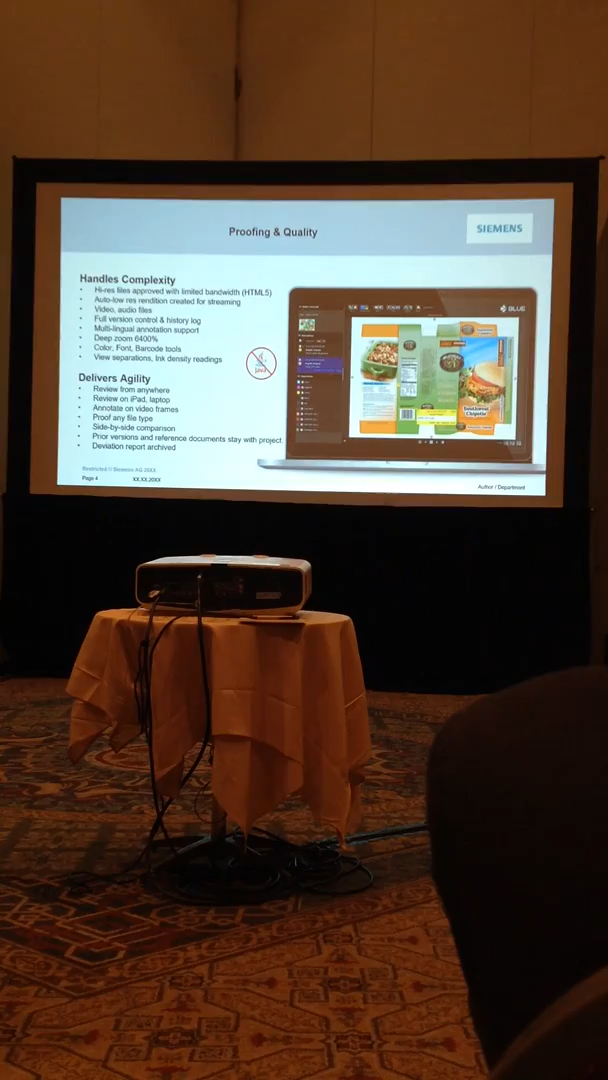 Proofing & Quality
SIEMENS
Handles Complexity
• Hi-res files approved with limited bandwidth (HTML5)
• Auto-low res rendition created for streaming
• Video, audio files
• Full version control & history log
• Multi-lingual annotation support
• Deep zoom 6400%
• Color, Font, Barcode tools
• View separations, Ink density readings
Java
Delivers Agility
• Review from anywhere
• Review on iPad, laptop
• Annotate on video frames
• Proof any file type
• Side-by-side comparison
• Prior versions and reference documents stay with project
• Deviation report archived
BLUE
Southwest
Chipotle
Restricted © Siemens AG 20XX
Page 4
XX.XX.20XX
Author / Department